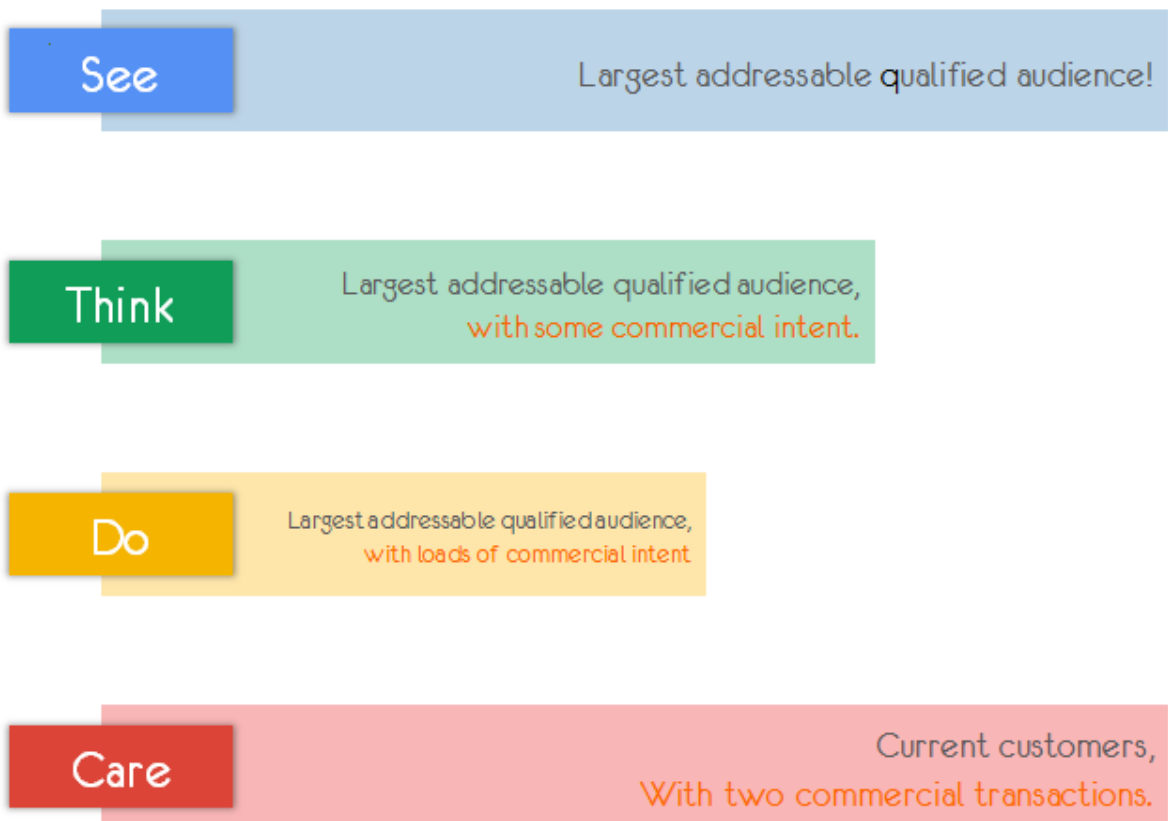 See
Largest addressable qualified audience!
Think
Largest addressable qualified audience,
with some commercial intent.
Do
Largest addressable qualified audience,
with loads of commercial intent
Care
Current customers,
With two commercial transactions.